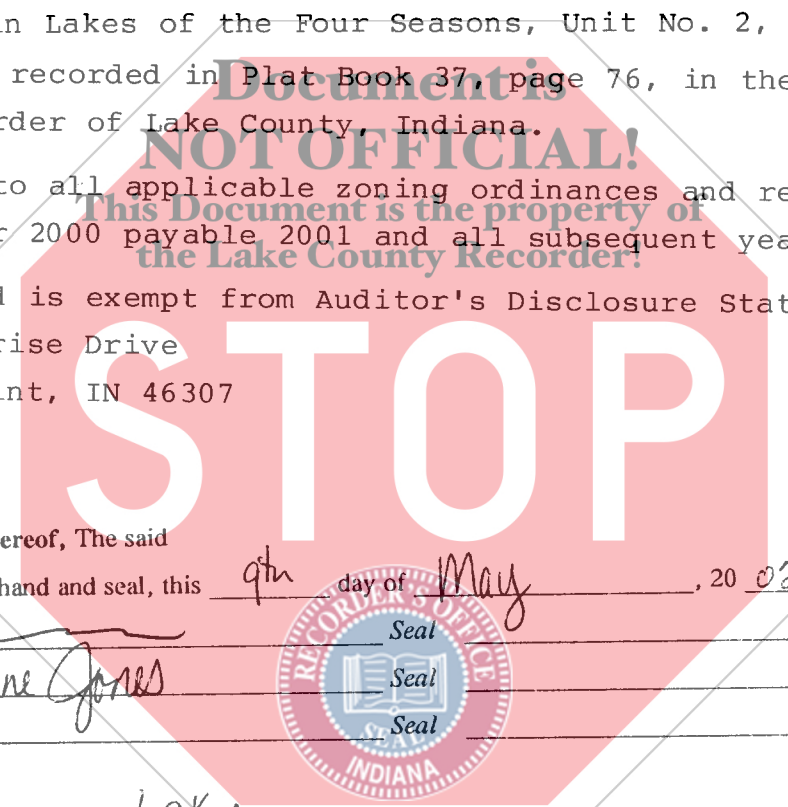 n Lakes of the Four Seasons, Unit No. 2,
recorded in Plat Book 37, page 76, in the
Document is
rder of Lake County, Indiana.
NOT OFFICIAL!
to all applicable zoning ordinances and re
This Document is the property of
2000 payable 2001 and all subsequent yea
the Lake County Recorder!
is exempt from Auditor's Disclosure Stat
rise Drive
nt, IN 46307
STOP
ereof, The said
hand and seal, this 9th day of May, 20
Seal
ne Jones Seal
Seal
RECORDER'S OFFICE
SEAL
INDIANA